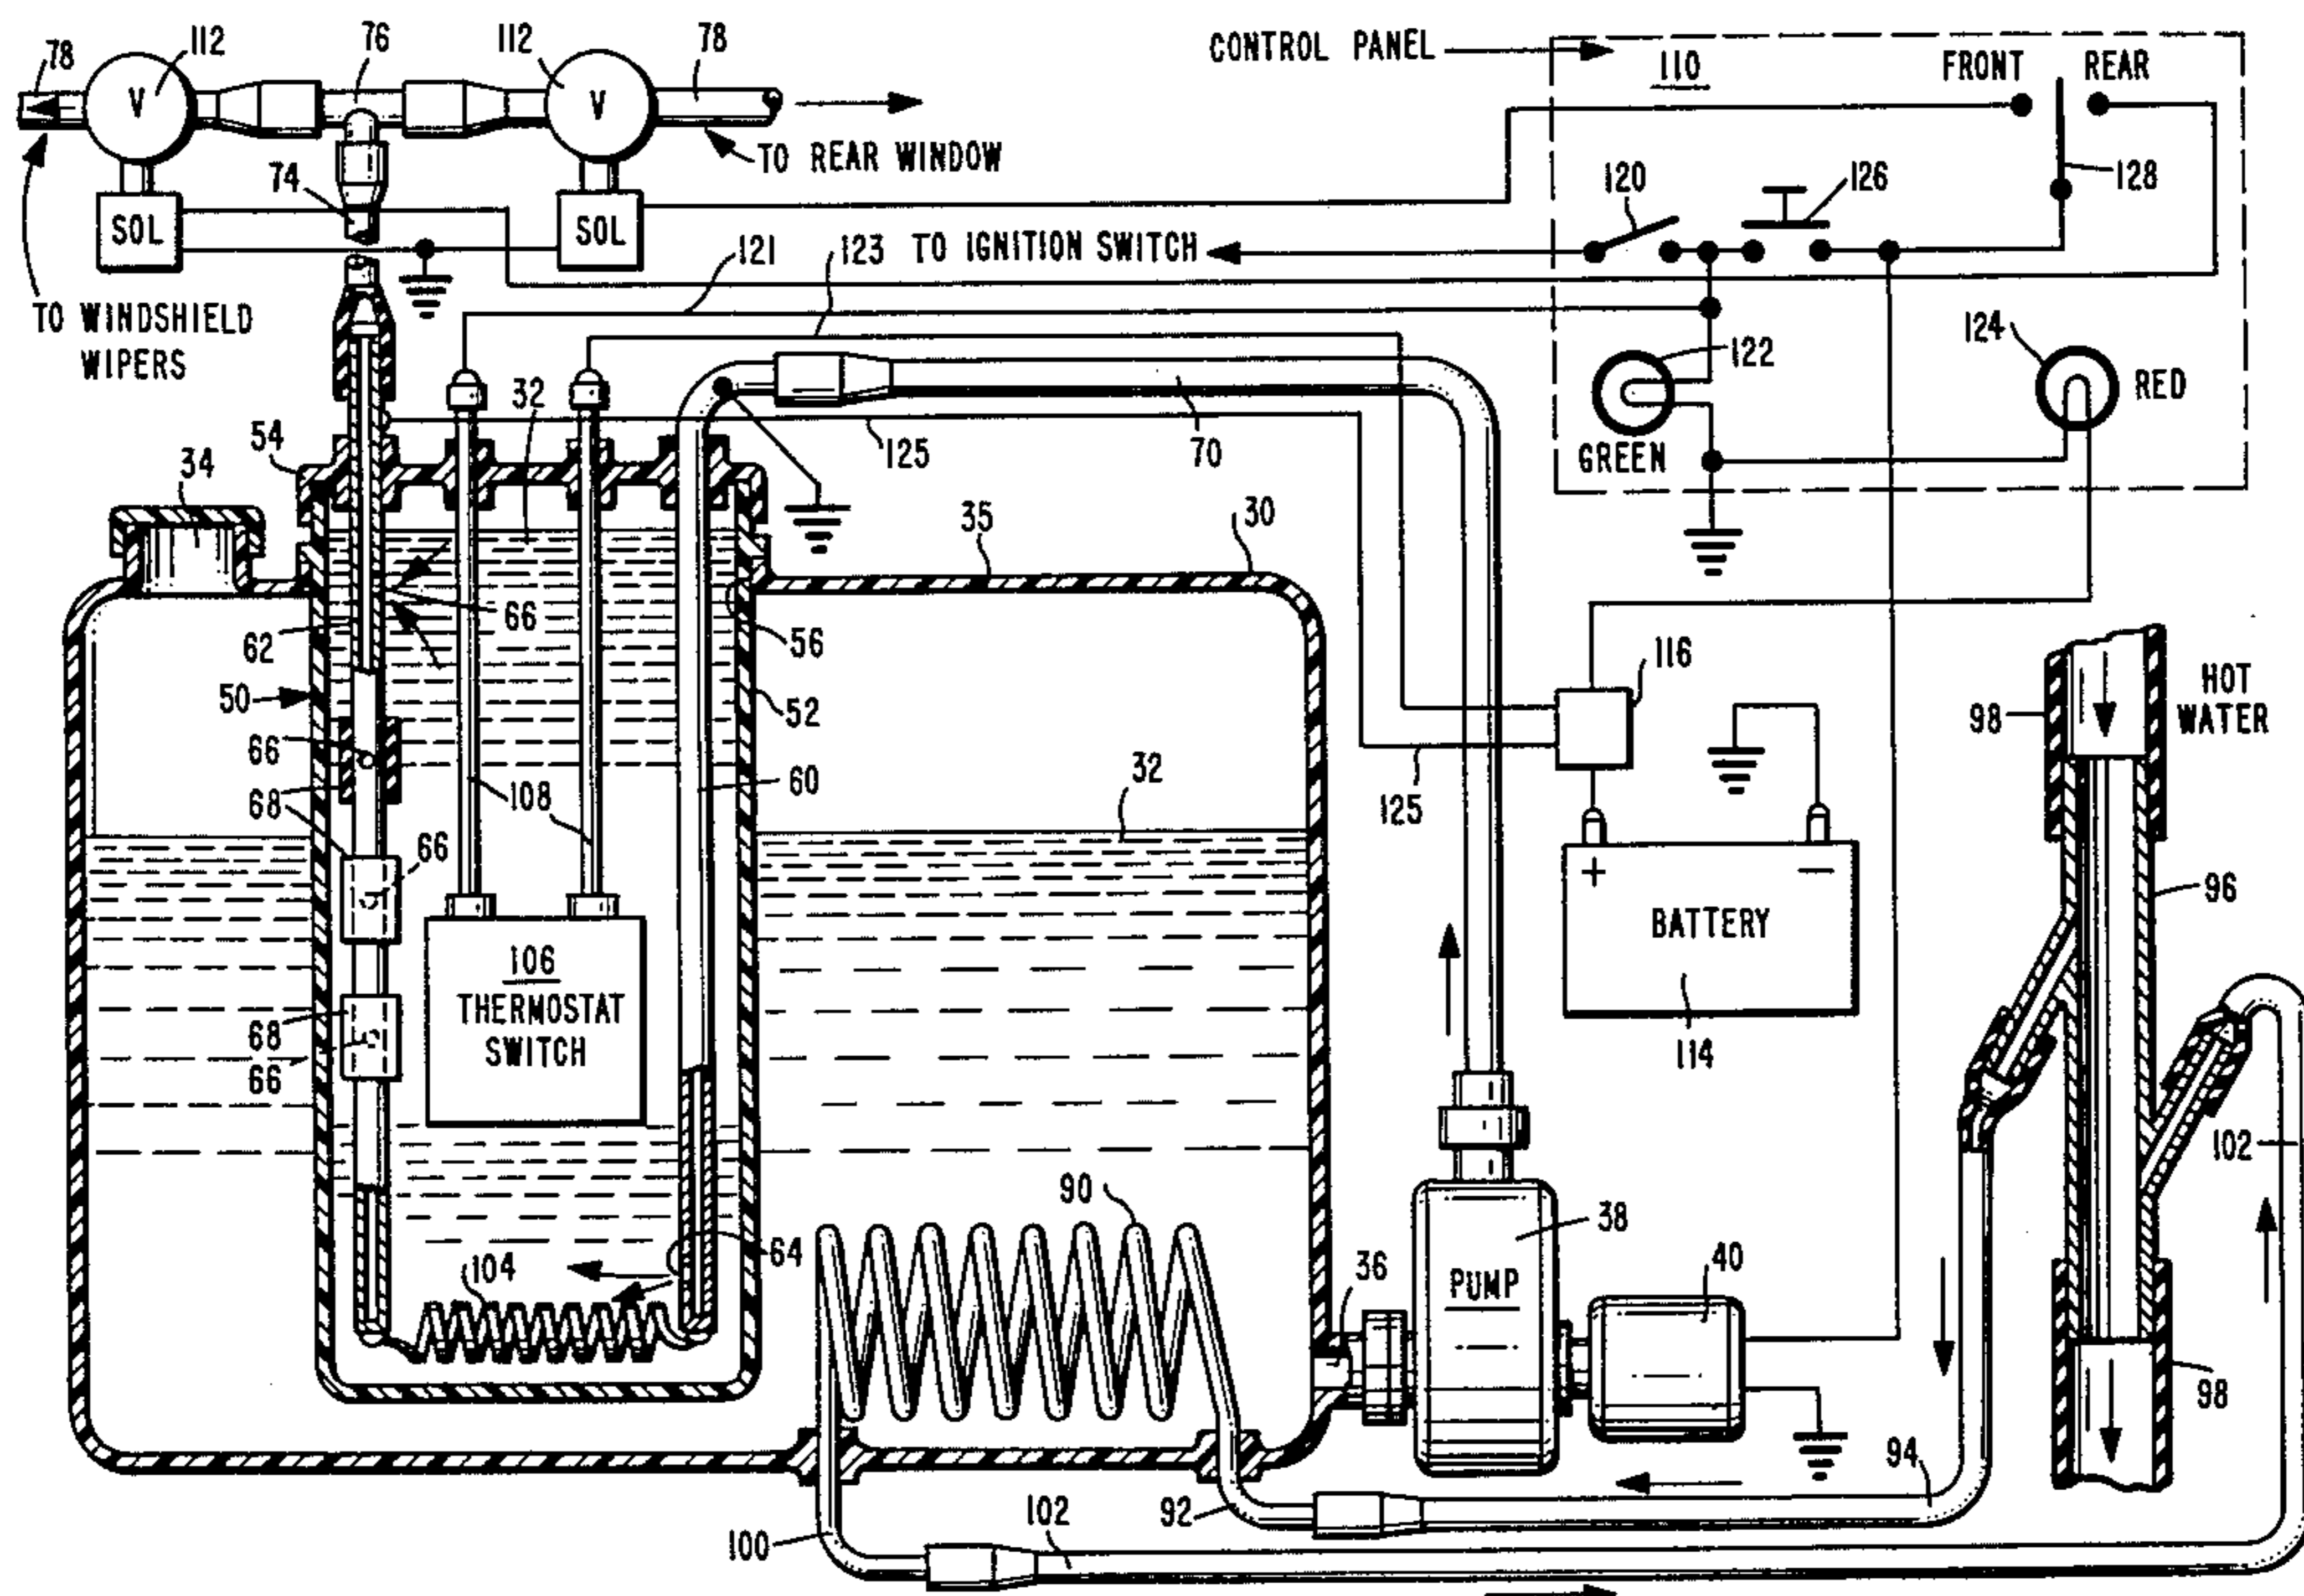 78
112
76
112
78
CONTROL PANEL
110
FRONT
REAR
V
V
TO REAR WINDOW
74
120
126
128
SOL
SOL
121
123
TO IGNITION SWITCH
TO WINDSHIELD
WIPERS
122
124
RED
32
54
34
125
70
GREEN
35
30
66
62
56
116
50
52
HOT
WATER
98
66
68
108
60
32
125
66
+
−
BATTERY
96
106
THERMOSTAT
SWITCH
68
66
114
102
90
38
64
104
36
40
PUMP
98
94
92
102
100